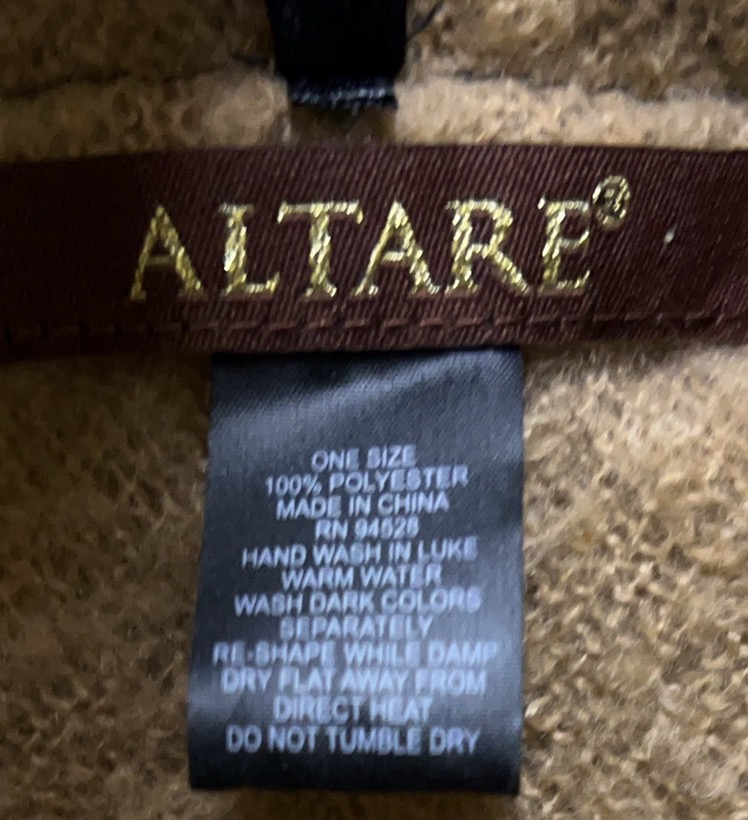 ALTARE®
ONE SIZE
100% POLYESTER
MADE IN CHINA
RN 94528
HAND WASH IN LUKE
WARM WATER
WASH DARK COLORS
SEPARATELY
RE-SHAPE WHILE DAMP
DRY FLAT AWAY FROM
DIRECT HEAT
DO NOT TUMBLE DRY